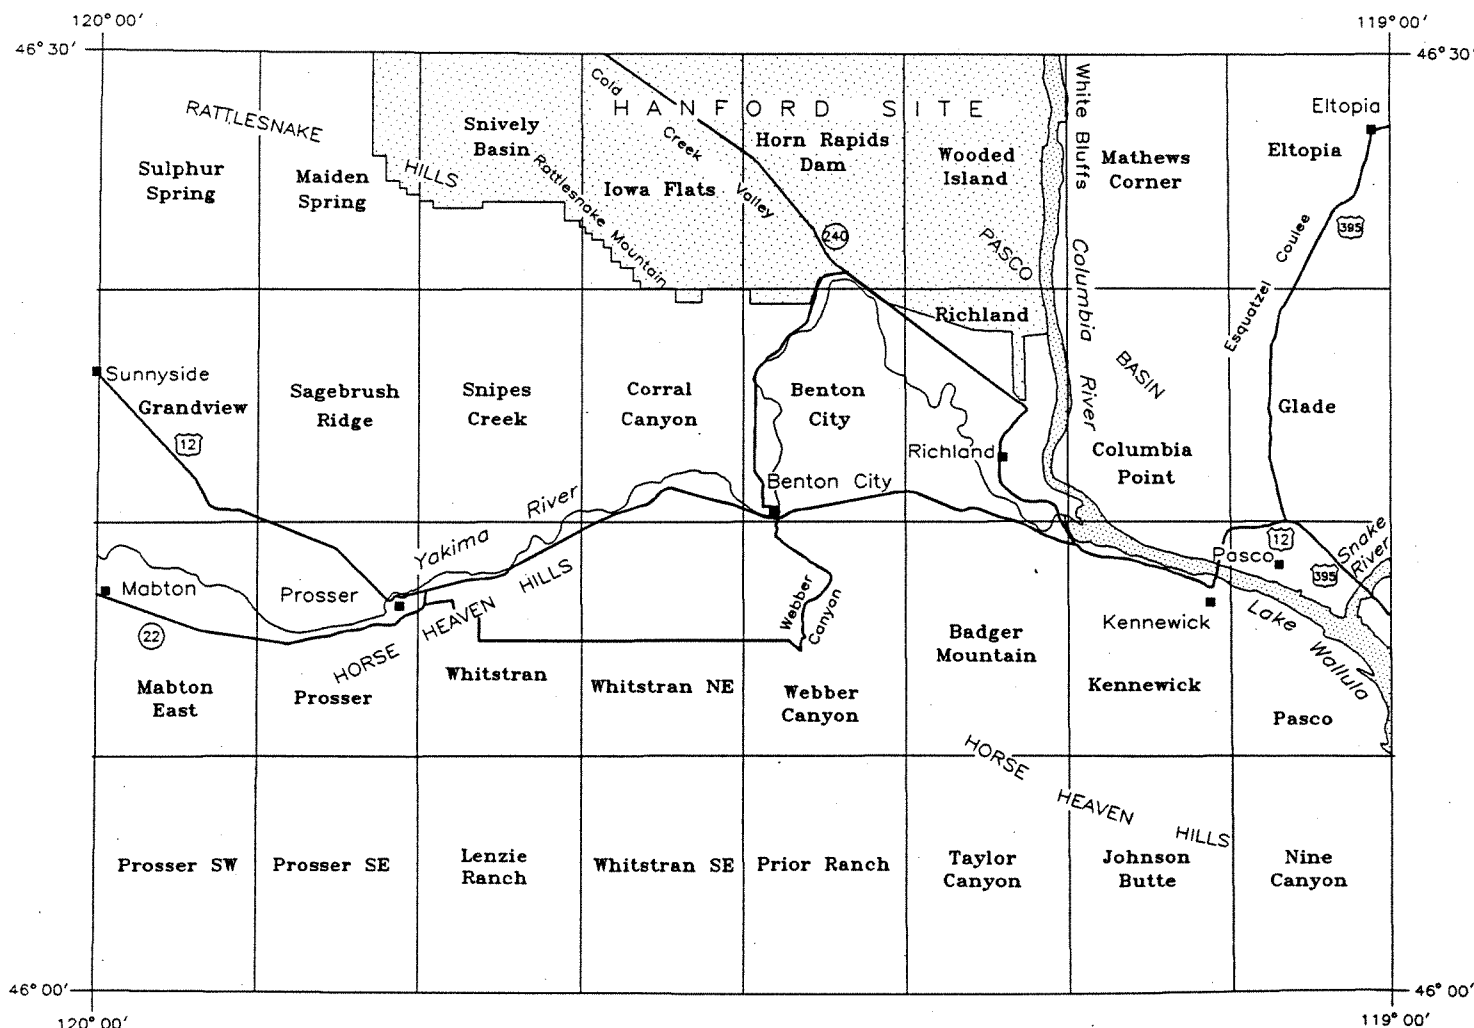 120° 00′
119° 00′
46° 30′
46° 30′
Cold
Creek
Valley
HANFORD SITE
RATTLESNAKE
HILLS
Snively
Basin
Rattlesnake Mountain
Horn Rapids
Dam
Wooded
Island
White Bluffs
Mathews
Corner
Eltopia
Eltopia
Sulphur
Spring
Maiden
Spring
Iowa Flats
240
395
Esquatzel Coulee
PASCO
BASIN
Columbia
River
Richland
Sunnyside
Grandview
12
Sagebrush
Ridge
Snipes
Creek
Corral
Canyon
Benton
City
Glade
Richland
Columbia
Point
Benton City
Yakima River
Pasco
12
395
Snake
River
Mabton
Prosser
22
HORSE HEAVEN HILLS
Webber
Canyon
Kennewick
Lake Wallula
Badger
Mountain
Mabton
East
Prosser
Whitstran
Whitstran NE
Webber
Canyon
Kennewick
Pasco
HORSE HEAVEN HILLS
Prosser SW
Prosser SE
Lenzie
Ranch
Whitstran SE
Prior Ranch
Taylor
Canyon
Johnson
Butte
Nine
Canyon
46° 00′
46° 00′
120° 00′
119° 00′